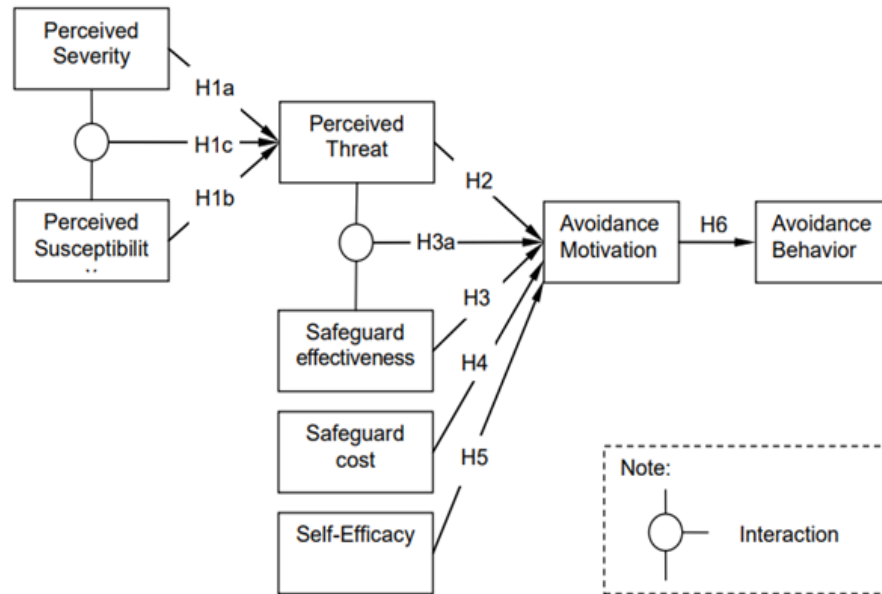 Perceived
Severity
H1a
H1c
H1b
Perceived
Susceptibilit
..
Perceived
Threat
H2
H3a
H3
Safeguard
effectiveness
H4
Safeguard
cost
H5
Self-Efficacy
Avoidance
Motivation
H6
Avoidance
Behavior
Note:
Interaction